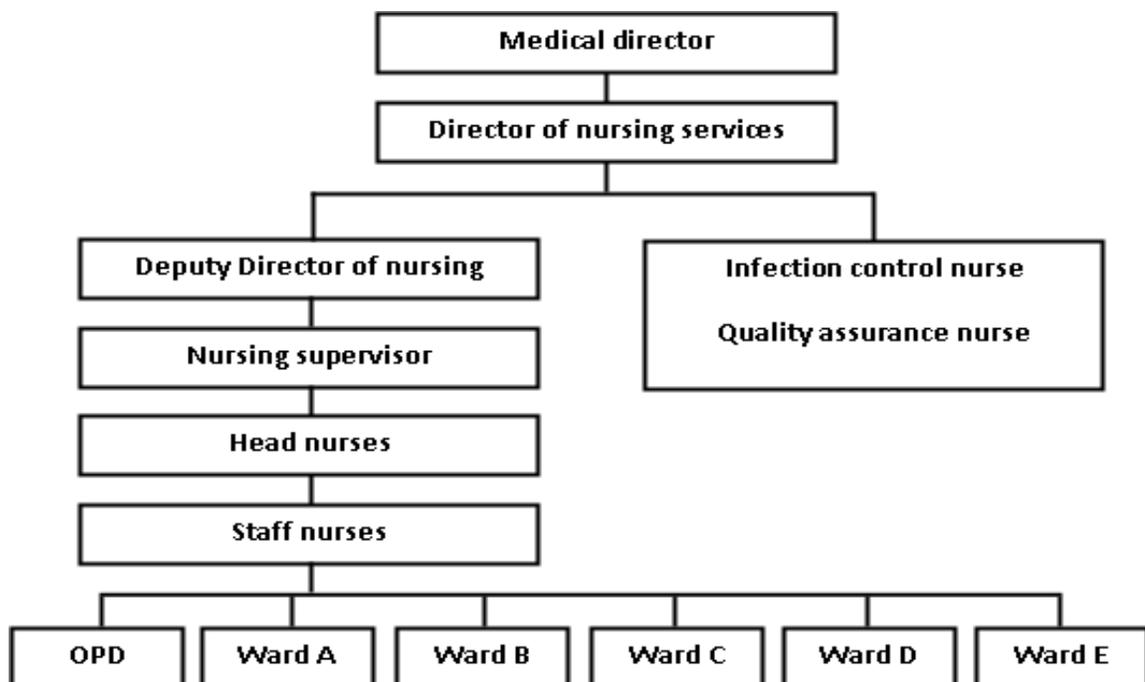 Medical director
Director of nursing services
Deputy Director of nursing
Infection control nurse
Quality assurance nurse
Nursing supervisor
Head nurses
Staff nurses
OPD
Ward A
Ward B
Ward C
Ward D
Ward E